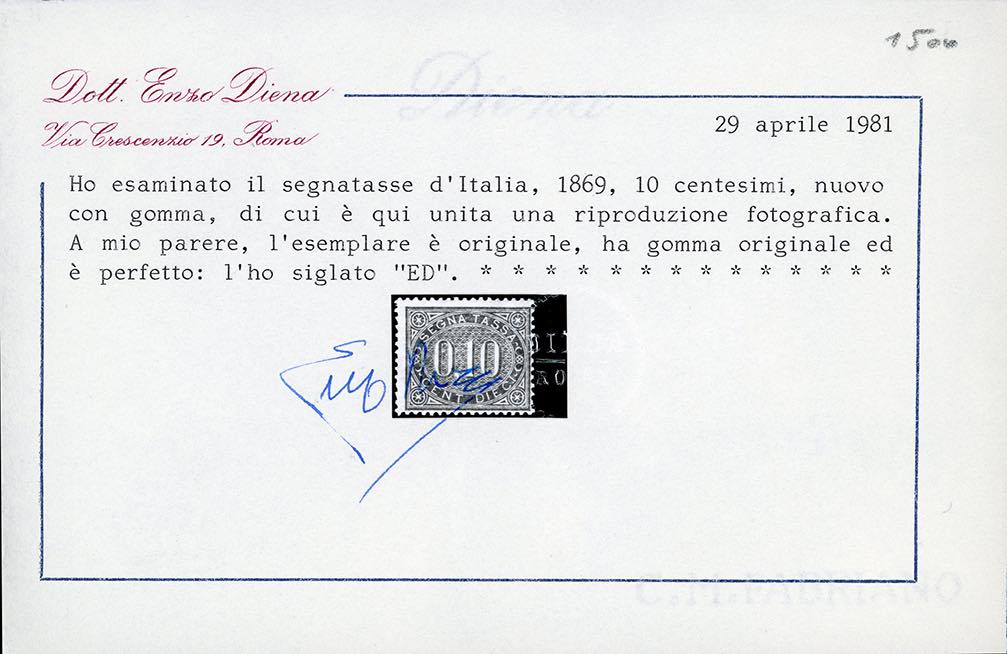 1500
Dott. Enzo Diena
Diena
Via Crescenzio 19, Roma
29 aprile 1981
Ho esaminato il segnatasse d'Italia, 1869, 10 centesimi, nuovo
con gomma, di cui è qui unita una riproduzione fotografica.
A mio parere, l'esemplare è originale, ha gomma originale ed
è perfetto: l'ho siglato "ED". * * * * * * * * * * * * * *
SEGNA TASSA
0,10
CENT. DIECI
C.M.FABRIANO